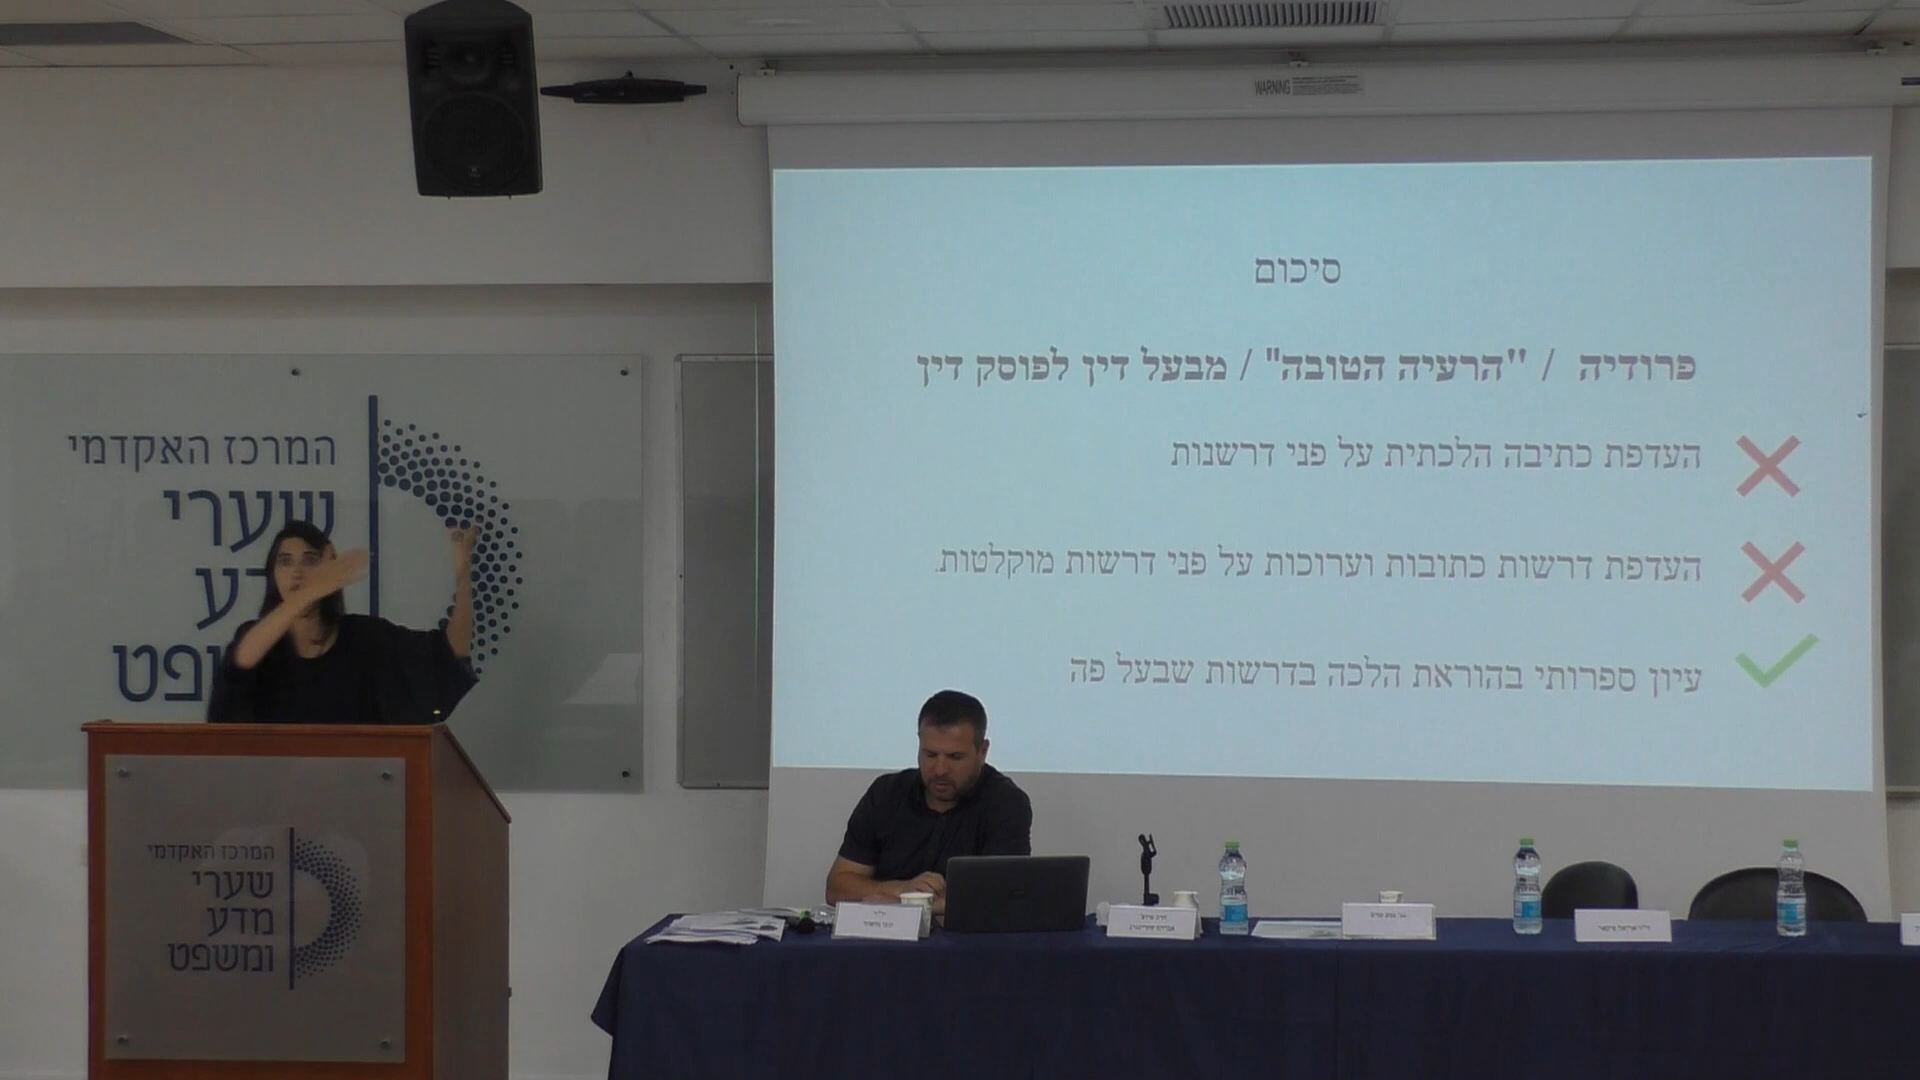 WARNING
סיכום
פרודיה / "הרעיה הטובה" / מבעל דין לפוסק דין
העדפת כתיבה הלכתית על פני דרשנות
העדפת דרשות כתובות וערוכות על פני דרשות מוקלטות.
עיון ספרותי בהוראת הלכה בדרשות שבעל פה
המרכז האקדמי
שערי
פט
המרכז האקדמי
שערי
מדע
ומשפט